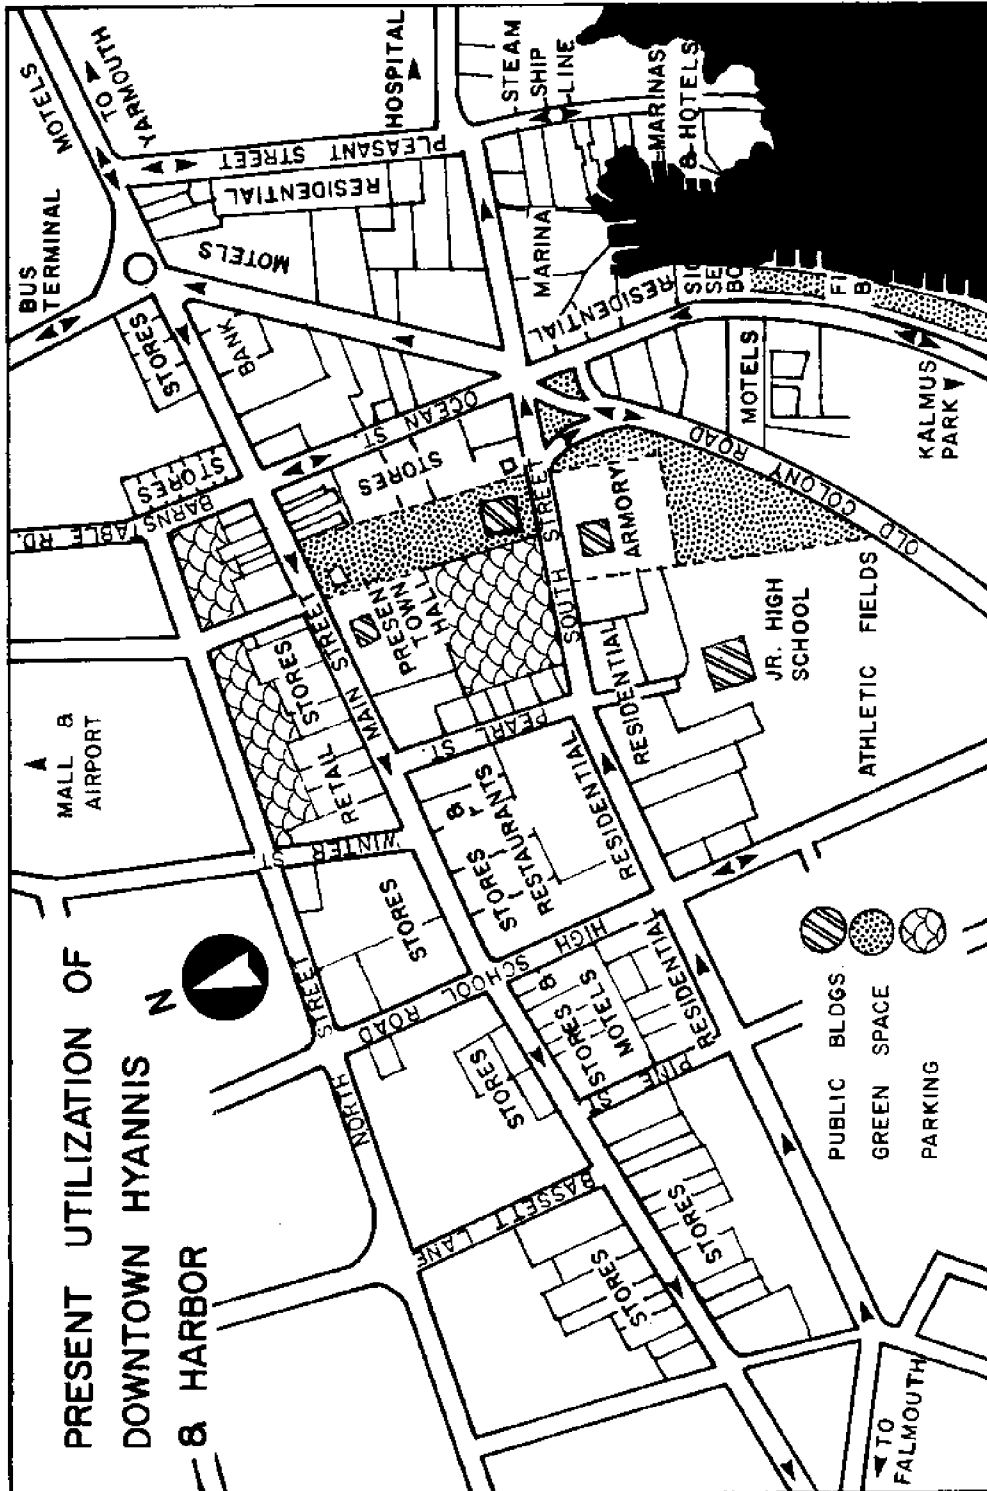 PRESENT UTILIZATION OF
DOWNTOWN HYANNIS
& HARBOR
N
MALL &
AIRPORT
BUS
TERMINAL
MOTELS
TO
YARMOUTH
HOSPITAL
STEAM
SHIP
LINE
MARINAS
& HOTELS
PLEASANT STREET
RESIDENTIAL
MOTELS
MARINA
RESIDENTIAL
STORES
BANK
OCEAN ST.
STORES
BARNSTABLE RD.
STORES
MOTELS
KALMUS
PARK
OLD COLONY ROAD
SOUTH STREET
ARMORY
PRESENT
TOWN
HALL
MAIN STREET
RETAIL STORES
WINTER ST.
PEARL ST.
RESIDENTIAL
JR. HIGH
SCHOOL
ATHLETIC FIELDS
STORES &
RESTAURANTS
RESIDENTIAL
STORES
NORTH STREET
HIGH SCHOOL ROAD
STORES &
MOTELS
RESIDENTIAL
PINE ST.
STORES
BASSETT LANE
STORES
STORES
TO
FALMOUTH
PUBLIC BLDGS.
GREEN SPACE
PARKING